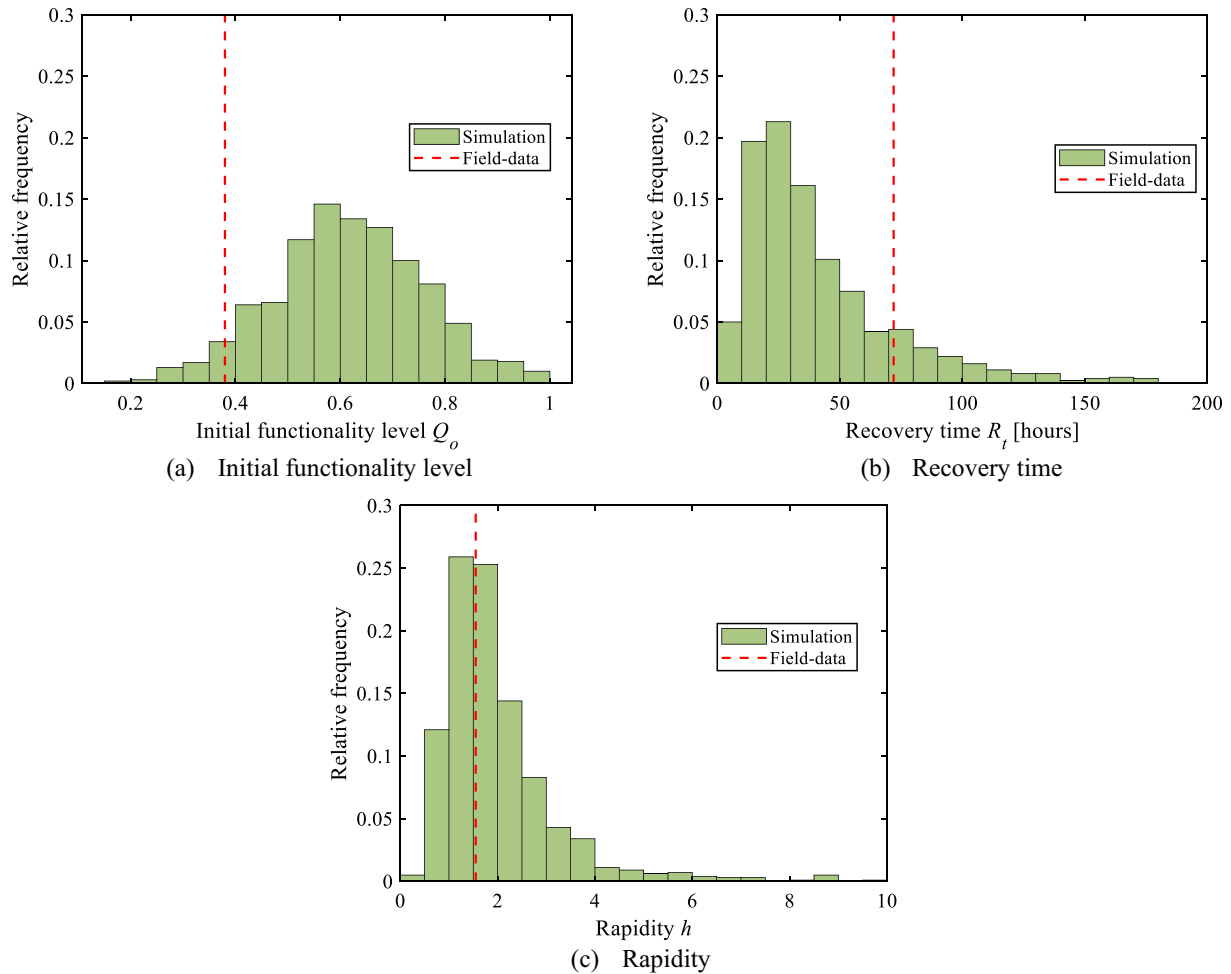 0.3
0.25
0.2
0.15
0.1
0.05
0
Relative frequency
Simulation
Field-data
0.2 0.4 0.6 0.8 1
Initial functionality level Q_o
(a) Initial functionality level
0.3
0.25
0.2
0.15
0.1
0.05
0
Relative frequency
Simulation
Field-data
0 50 100 150 200
Recovery time R_t [hours]
(b) Recovery time
0.3
0.25
0.2
0.15
0.1
0.05
0
Relative frequency
Simulation
Field-data
0 2 4 6 8 10
Rapidity h
(c) Rapidity